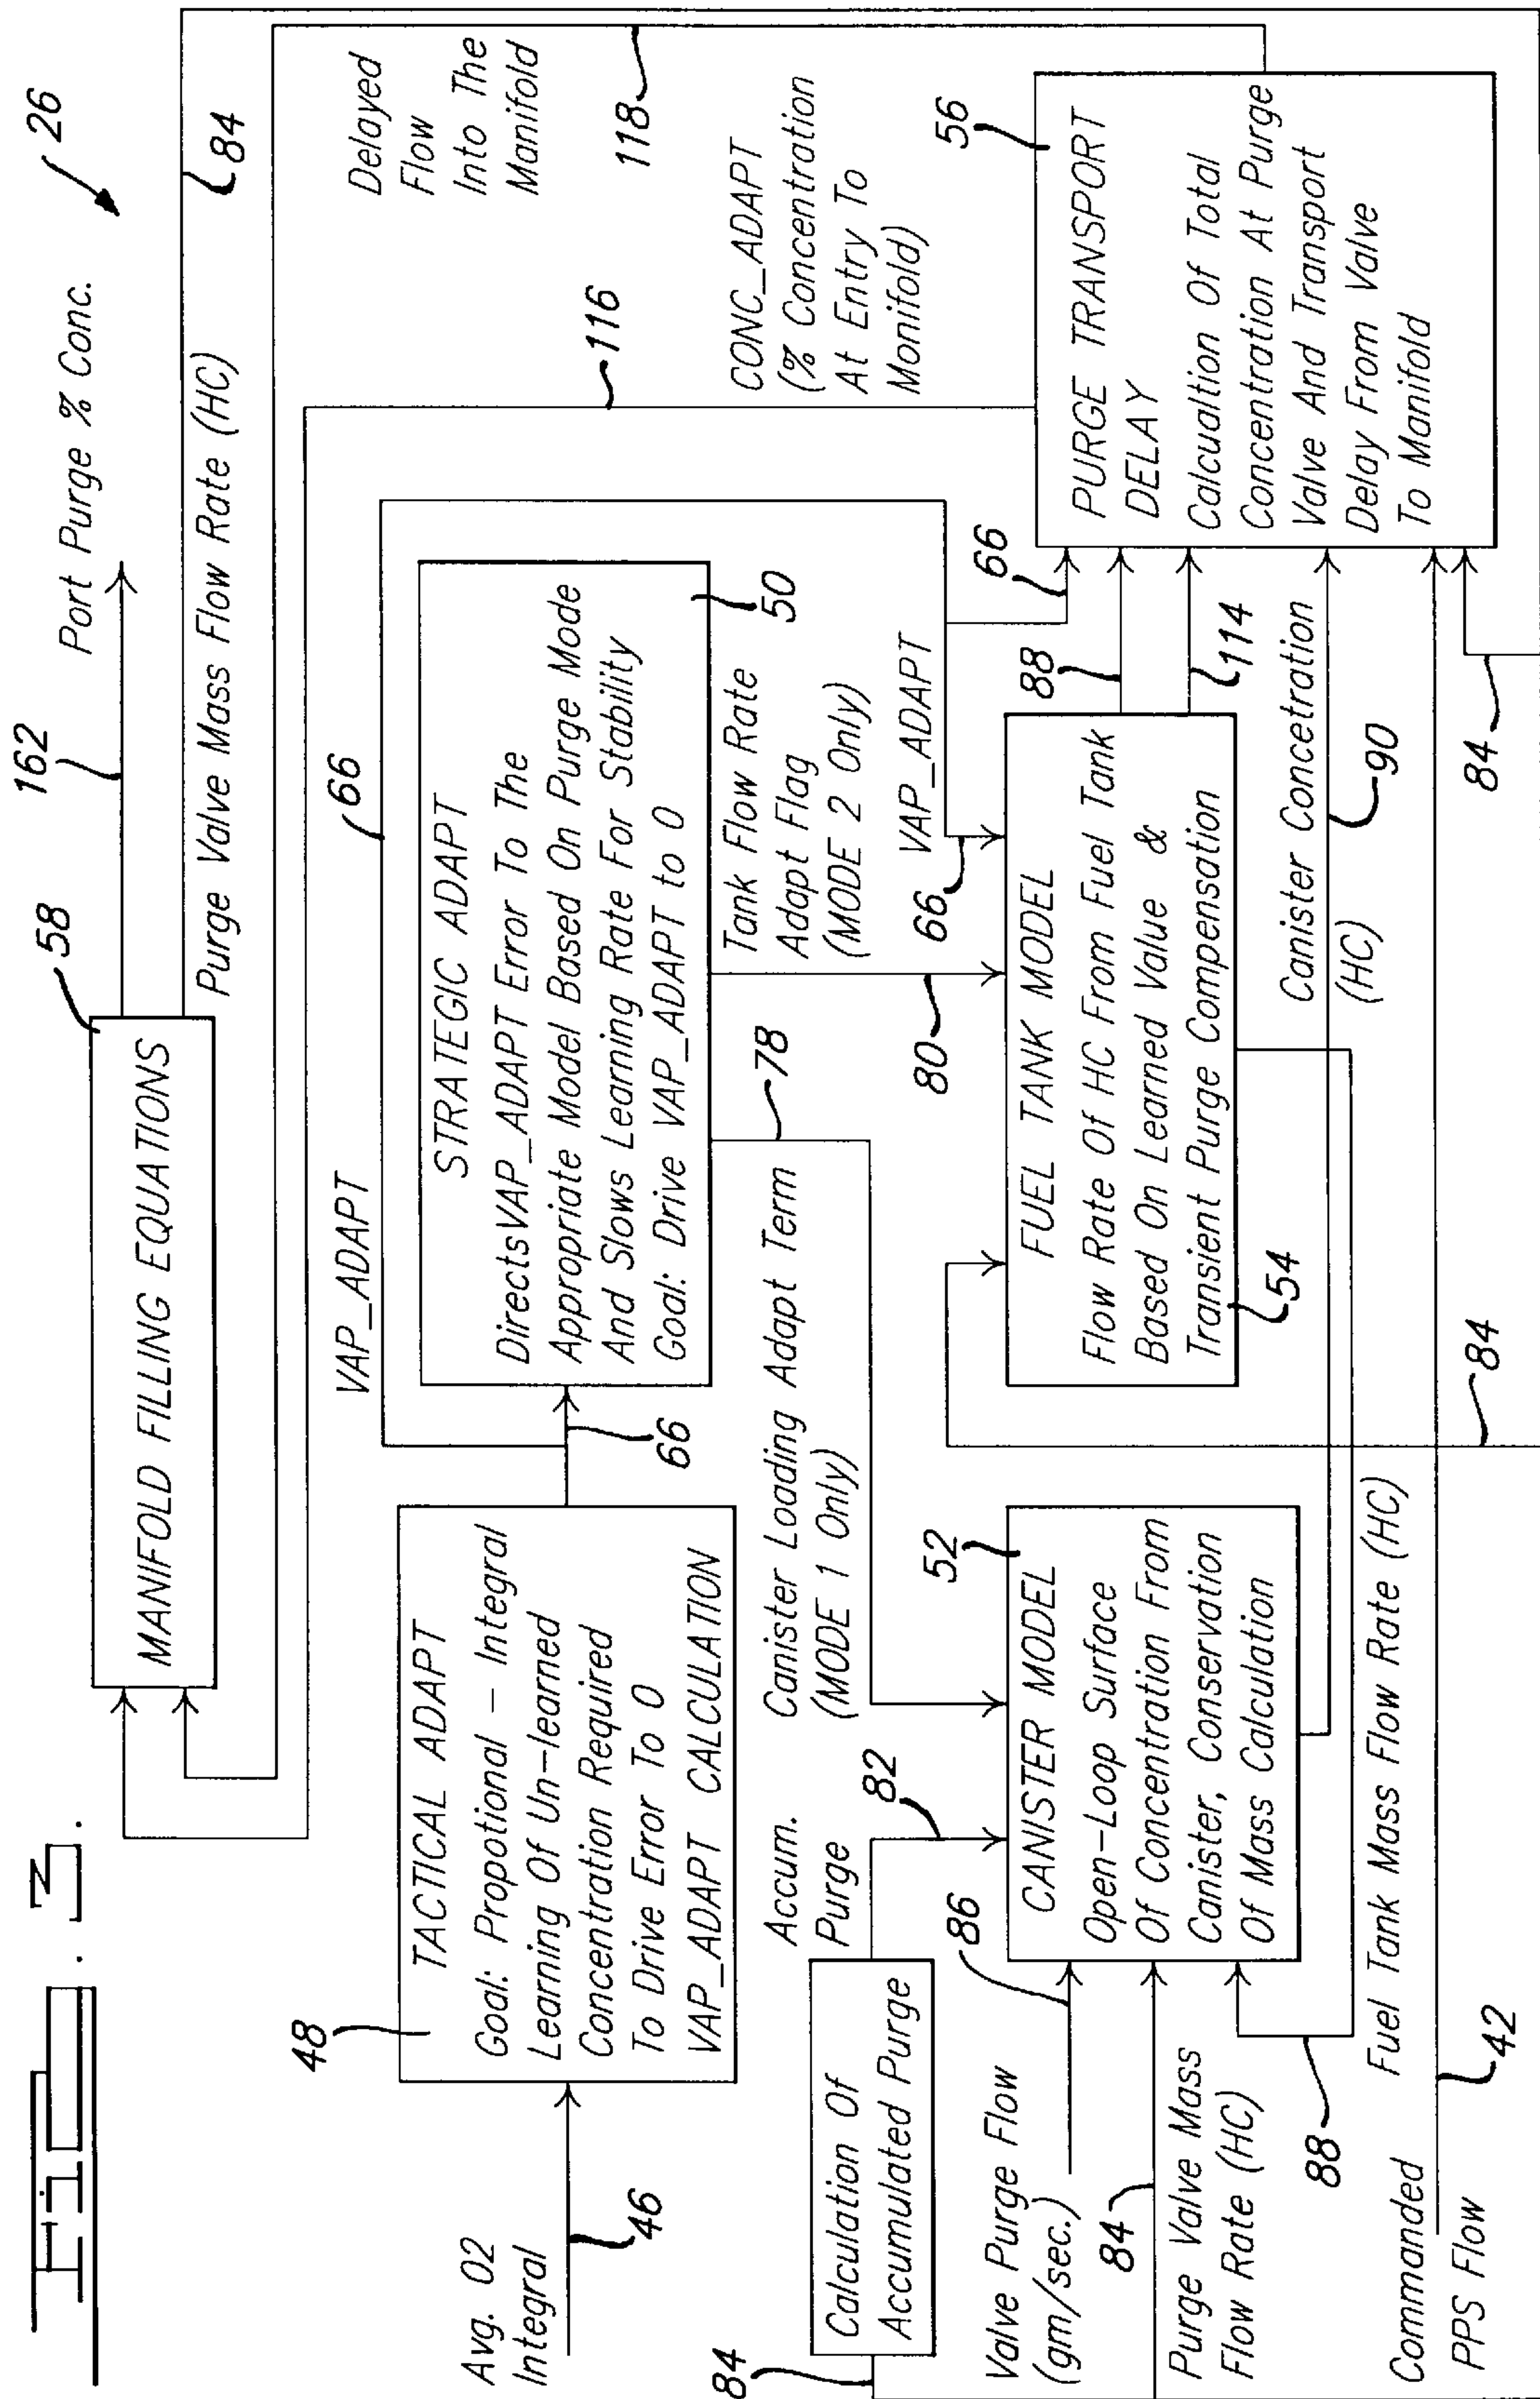 Fig. 3.
26
58
MANIFOLD FILLING EQUATIONS
162
Port Purge % Conc.
84
Purge Valve Mass Flow Rate (HC)
Delayed
Flow
Into The
Manifold
118
116
CONC_ADAPT
(% Concentration
At Entry To
Monifold)
VAP_ADAPT
66
48
TACTICAL ADAPT
Goal: Propotional - Integral
Learning Of Un-learned
Concentration Required
To Drive Error To 0
VAP_ADAPT CALCULATION
Avg. O2
Integral
46
66
STRATEGIC ADAPT
DirectsVAP_ADAPT Error To The
Appropriate Model Based On Purge Mode
And Slows Learning Rate For Stability
Goal: Drive VAP_ADAPT to 0
50
Canister Loading Adapt Term
(MODE 1 Only)
78
80
Tank Flow Rate
Adapt Flag
(MODE 2 Only)
VAP_ADAPT
66
66
56
PURGE TRANSPORT
DELAY
Calcualtion Of Total
Concentration At Purge
Valve And Transport
Delay From Valve
To Manifold
84
Calculation Of
Accumulated Purge
Accum.
Purge
82
86
Valve Purge Flow
(gm/sec.)
84
Purge Valve Mass
Flow Rate (HC)
88
52
CANISTER MODEL
Open-Loop Surface
Of Concentration From
Canister, Conservation
Of Mass Calculation
FUEL TANK MODEL
Flow Rate Of HC From Fuel Tank
Based On Learned Value &
Transient Purge Compensation
54
88
114
Canister Concetration
(HC)
90
84
84
Fuel Tank Mass Flow Rate (HC)
Commanded
PPS Flow
42